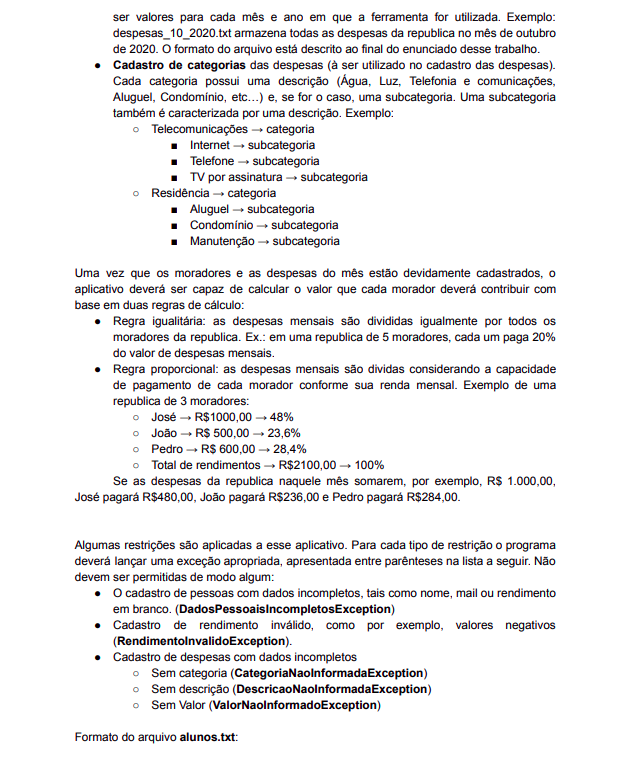 ser valores para cada mês e ano em que a ferramenta for utilizada. Exemplo:
despesas_10_2020.txt armazena todas as despesas da republica no mês de outubro
de 2020. O formato do arquivo está descrito ao final do enunciado desse trabalho.
● Cadastro de categorias das despesas (à ser utilizado no cadastro das despesas).
Cada categoria possui uma descrição (Água, Luz, Telefonia e comunicações,
Aluguel, Condomínio, etc...) e, se for o caso, uma subcategoria. Uma subcategoria
também é caracterizada por uma descrição. Exemplo:
○ Telecomunicações → categoria
■ Internet → subcategoria
■ Telefone → subcategoria
■ TV por assinatura → subcategoria
○ Residência → categoria
■ Aluguel → subcategoria
■ Condomínio → subcategoria
■ Manutenção → subcategoria
Uma vez que os moradores e as despesas do mês estão devidamente cadastrados, o
aplicativo deverá ser capaz de calcular o valor que cada morador deverá contribuir com
base em duas regras de cálculo:
● Regra igualitária: as despesas mensais são divididas igualmente por todos os
moradores da republica. Ex.: em uma republica de 5 moradores, cada um paga 20%
do valor de despesas mensais.
● Regra proporcional: as despesas mensais são dividas considerando a capacidade
de pagamento de cada morador conforme sua renda mensal. Exemplo de uma
republica de 3 moradores:
○ José → R$1000,00 → 48%
○ João → R$ 500,00 → 23,6%
○ Pedro → R$ 600,00 → 28,4%
○ Total de rendimentos → R$2100,00 → 100%
Se as despesas da republica naquele mês somarem, por exemplo, R$ 1.000,00,
José pagará R$480,00, João pagará R$236,00 e Pedro pagará R$284,00.
Algumas restrições são aplicadas a esse aplicativo. Para cada tipo de restrição o programa
deverá lançar uma exceção apropriada, apresentada entre parênteses na lista a seguir. Não
devem ser permitidas de modo algum:
● O cadastro de pessoas com dados incompletos, tais como nome, mail ou rendimento
em branco. (DadosPessoaisIncompletosException)
● Cadastro de rendimento inválido, como por exemplo, valores negativos
(RendimentoInvalidoException).
● Cadastro de despesas com dados incompletos
○ Sem categoria (CategoriaNaoInformadaException)
○ Sem descrição (DescricaoNaoInformadaException)
○ Sem Valor (ValorNaoInformadoException)
Formato do arquivo alunos.txt: